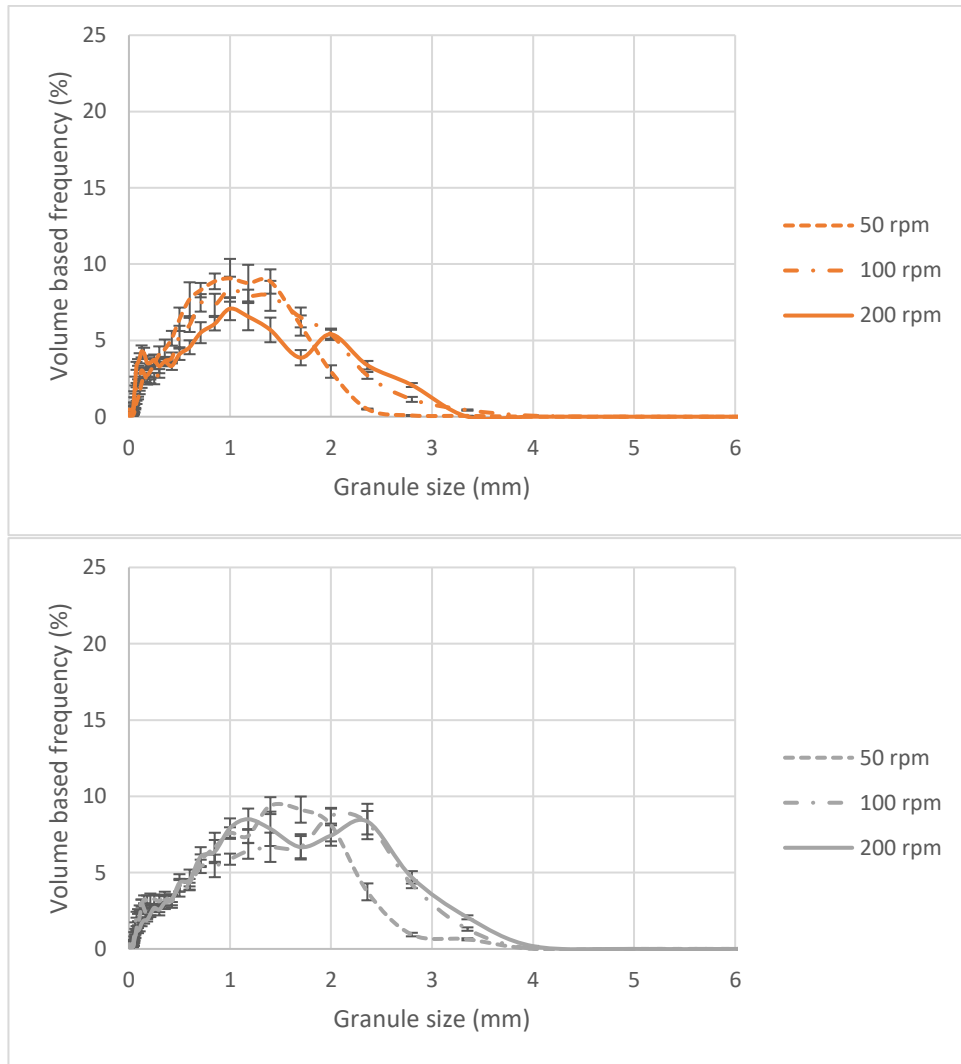 25
20
15
10
5
0
Volume based frequency (%)
0 1 2 3 4 5 6
Granule size (mm)
50 rpm
100 rpm
200 rpm
25
20
15
10
5
0
Volume based frequency (%)
0 1 2 3 4 5 6
Granule size (mm)
50 rpm
100 rpm
200 rpm